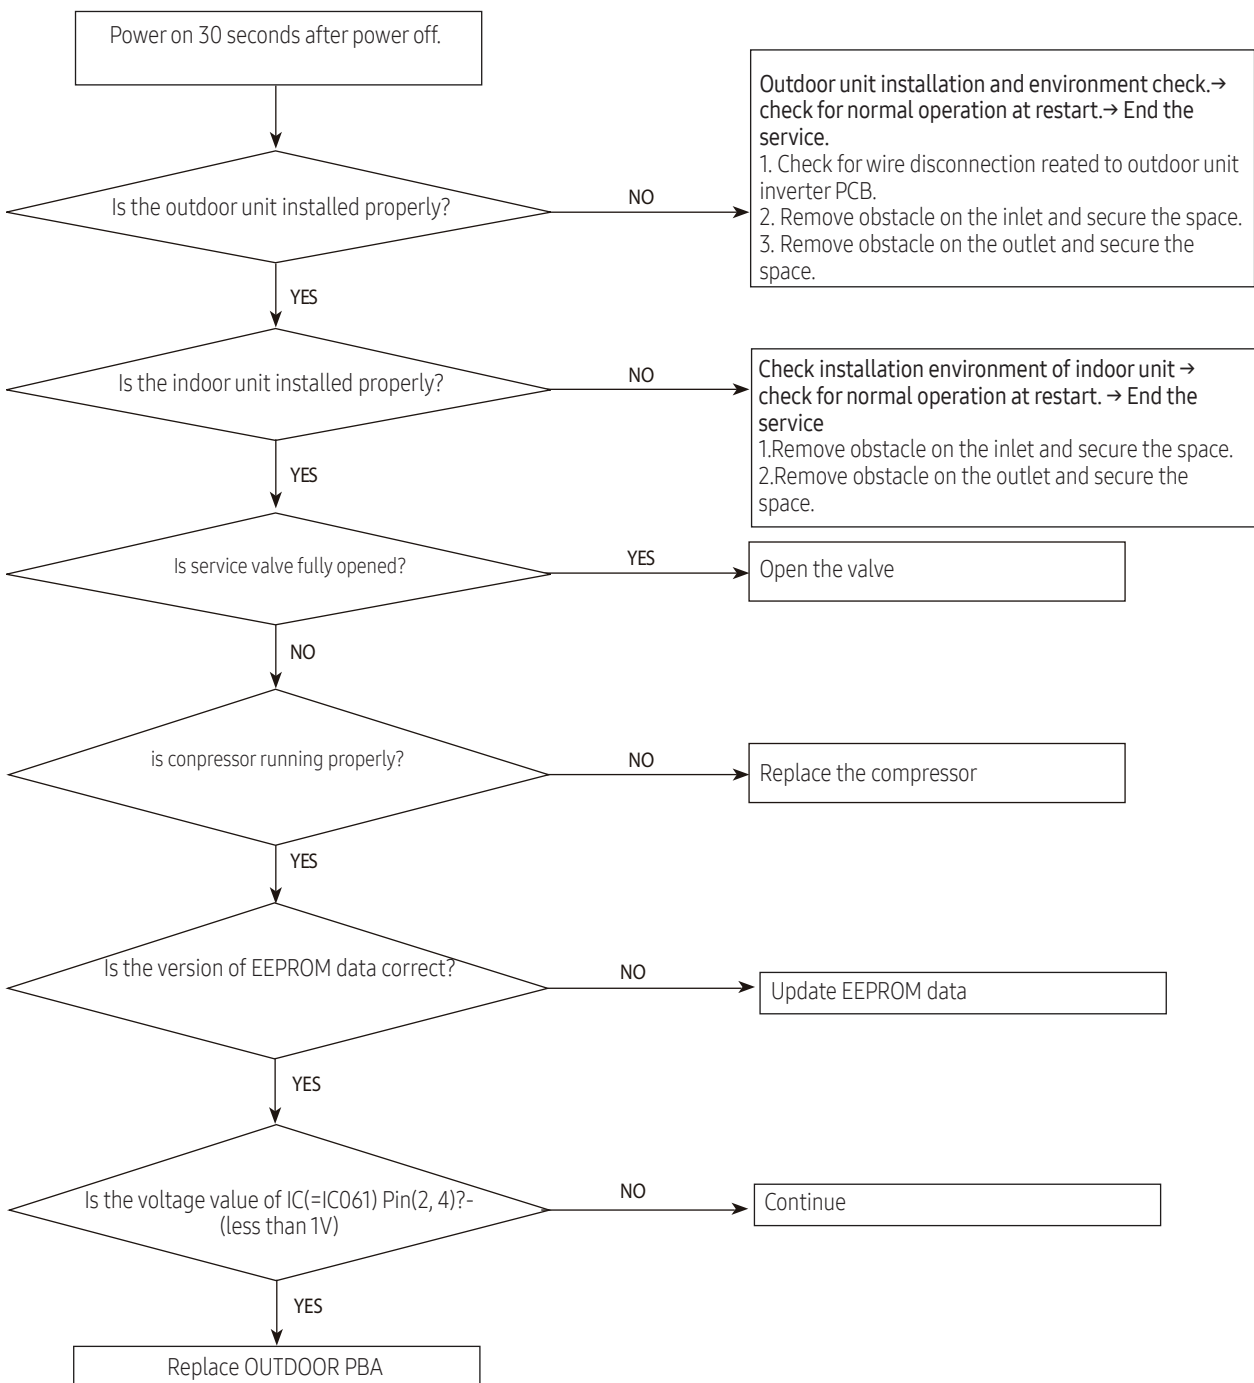 Power on 30 seconds after power off.
Outdoor unit installation and environment check.→
check for normal operation at restart.→ End the
service.
1. Check for wire disconnection reated to outdoor unit
inverter PCB.
2. Remove obstacle on the inlet and secure the space.
3. Remove obstacle on the outlet and secure the
space.
Is the outdoor unit installed properly?
NO
YES
Is the indoor unit installed properly?
NO
Check installation environment of indoor unit →
check for normal operation at restart. → End the
service
1.Remove obstacle on the inlet and secure the space.
2.Remove obstacle on the outlet and secure the
space.
YES
Is service valve fully opened?
YES
Open the valve
NO
is conpressor running properly?
NO
Replace the compressor
YES
Is the version of EEPROM data correct?
NO
Update EEPROM data
YES
Is the voltage value of IC(=IC061) Pin(2, 4)?-
(less than 1V)
NO
Continue
YES
Replace OUTDOOR PBA